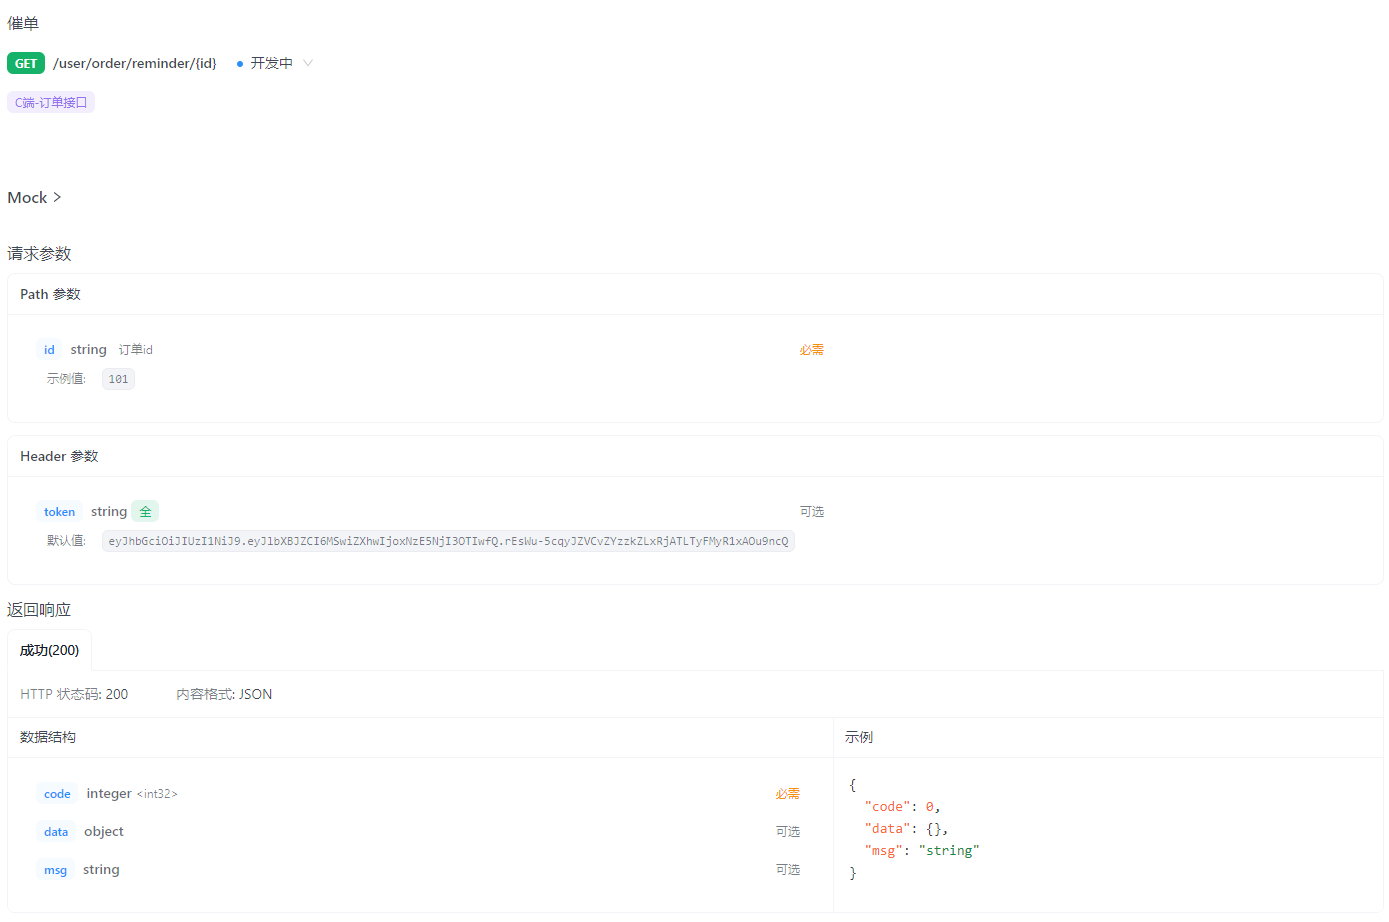 催单
GET /user/order/reminder/{id} 开发中
C端-订单接口
Mock >
请求参数
Path 参数
id string 订单id 必需
示例值: 101
Header 参数
token string 全 可选
默认值: eyJhbGciOiJIUzI1NiJ9.eyJ1bXBJZCI6MSwiZXhwIjoxNzE5NjI3OTIwfQ.rEsWu-5cqyJZVCvZYzzkZLxRjATLTyFMyR1xAOu9ncQ
返回响应
成功(200)
HTTP 状态码: 200 内容格式: JSON
数据结构 示例
code integer <int32> 必需
data object 可选
msg string 可选
{
"code": 0,
"data": {},
"msg": "string"
}